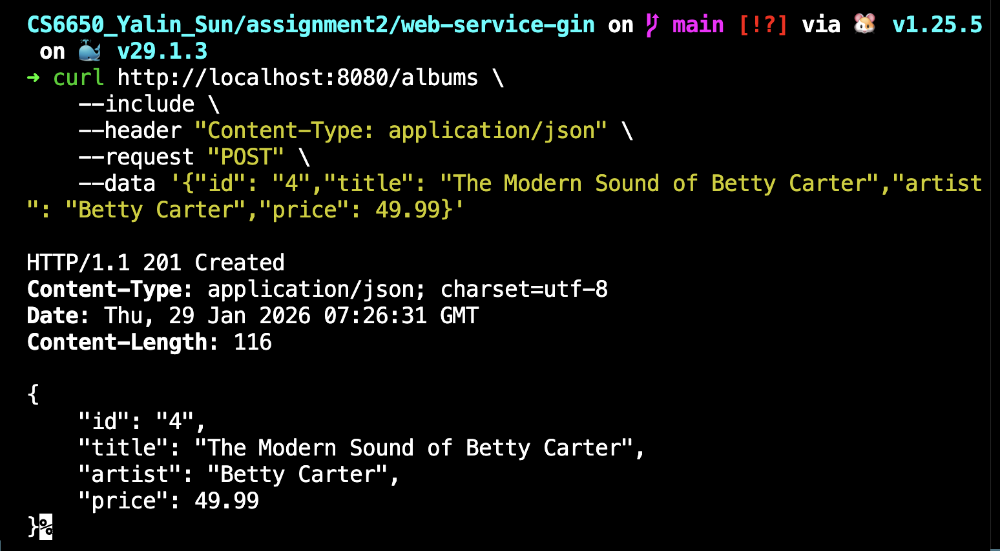 CS6650_Yalin_Sun/assignment2/web-service-gin on main [!?] via 🐹 v1.25.5
on 🐳 v29.1.3
➜ curl http://localhost:8080/albums \
    --include \
    --header "Content-Type: application/json" \
    --request "POST" \
    --data '{"id": "4","title": "The Modern Sound of Betty Carter","artist
": "Betty Carter","price": 49.99}'

HTTP/1.1 201 Created
Content-Type: application/json; charset=utf-8
Date: Thu, 29 Jan 2026 07:26:31 GMT
Content-Length: 116

{
    "id": "4",
    "title": "The Modern Sound of Betty Carter",
    "artist": "Betty Carter",
    "price": 49.99
}%